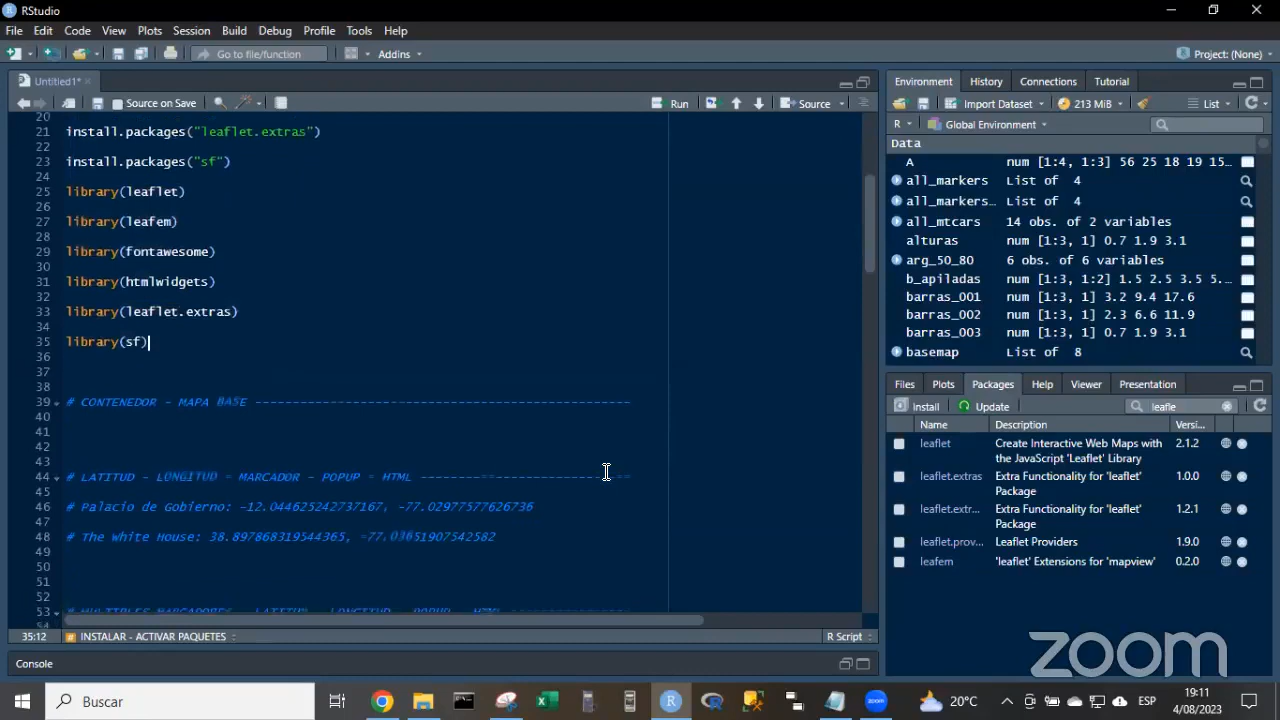 RStudio
File Edit Code View Plots Session Build Debug Profile Tools Help
Go to file/function Addins Project: (None)
Untitled1*
Source on Save Run Source
20
21 install.packages("leaflet.extras")
22
23 install.packages("sf")
24
25 library(leaflet)
26
27 library(leafem)
28
29 library(fontawesome)
30
31 library(htmlwidgets)
32
33 library(leaflet.extras)
34
35 library(sf)
36
37
38
39 # CONTENEDOR - MAPA BASE --------------------------------------------------
40
41
42
43
44 # LATITUD - LONGITUD - MARCADOR - POPUP - HTML ----------------------------
45
46 # Palacio de Gobierno: -12.044625242737167, -77.02977577626736
47
48 # The White House: 38.897868319544365, -77.03651907542582
49
50
51
52
53 # MULTIPLES MARCADORES - LATITUD - LONGITUD - POPUP - HTML ----------------
54
35:12 INSTALAR - ACTIVAR PAQUETES R Script
Console
Environment History Connections Tutorial
Import Dataset 213 MiB List
R Global Environment
Data
A num [1:4, 1:3] 56 25 18 19 15...
all_markers List of 4
all_markers... List of 4
all_mtcars 14 obs. of 2 variables
alturas num [1:3, 1] 0.7 1.9 3.1
arg_50_80 6 obs. of 6 variables
b_apiladas num [1:3, 1:2] 1.5 2.5 3.5 5...
barras_001 num [1:3, 1] 3.2 9.4 17.6
barras_002 num [1:3, 1] 2.3 6.6 11.9
barras_003 num [1:3, 1] 0.7 1.9 3.1
basemap List of 8
Files Plots Packages Help Viewer Presentation
Install Update leafle
Name Description Versi...
leaflet Create Interactive Web Maps with the JavaScript 'Leaflet' Library 2.1.2
leaflet.extras Extra Functionality for 'leaflet' Package 1.0.0
leaflet.extr... Extra Functionality for 'leaflet' Package 1.2.1
leaflet.prov... Leaflet Providers 1.9.0
leafem 'leaflet' Extensions for 'mapview' 0.2.0
zoom
Buscar
zoom
20°C
ESP
19:11
4/08/2023